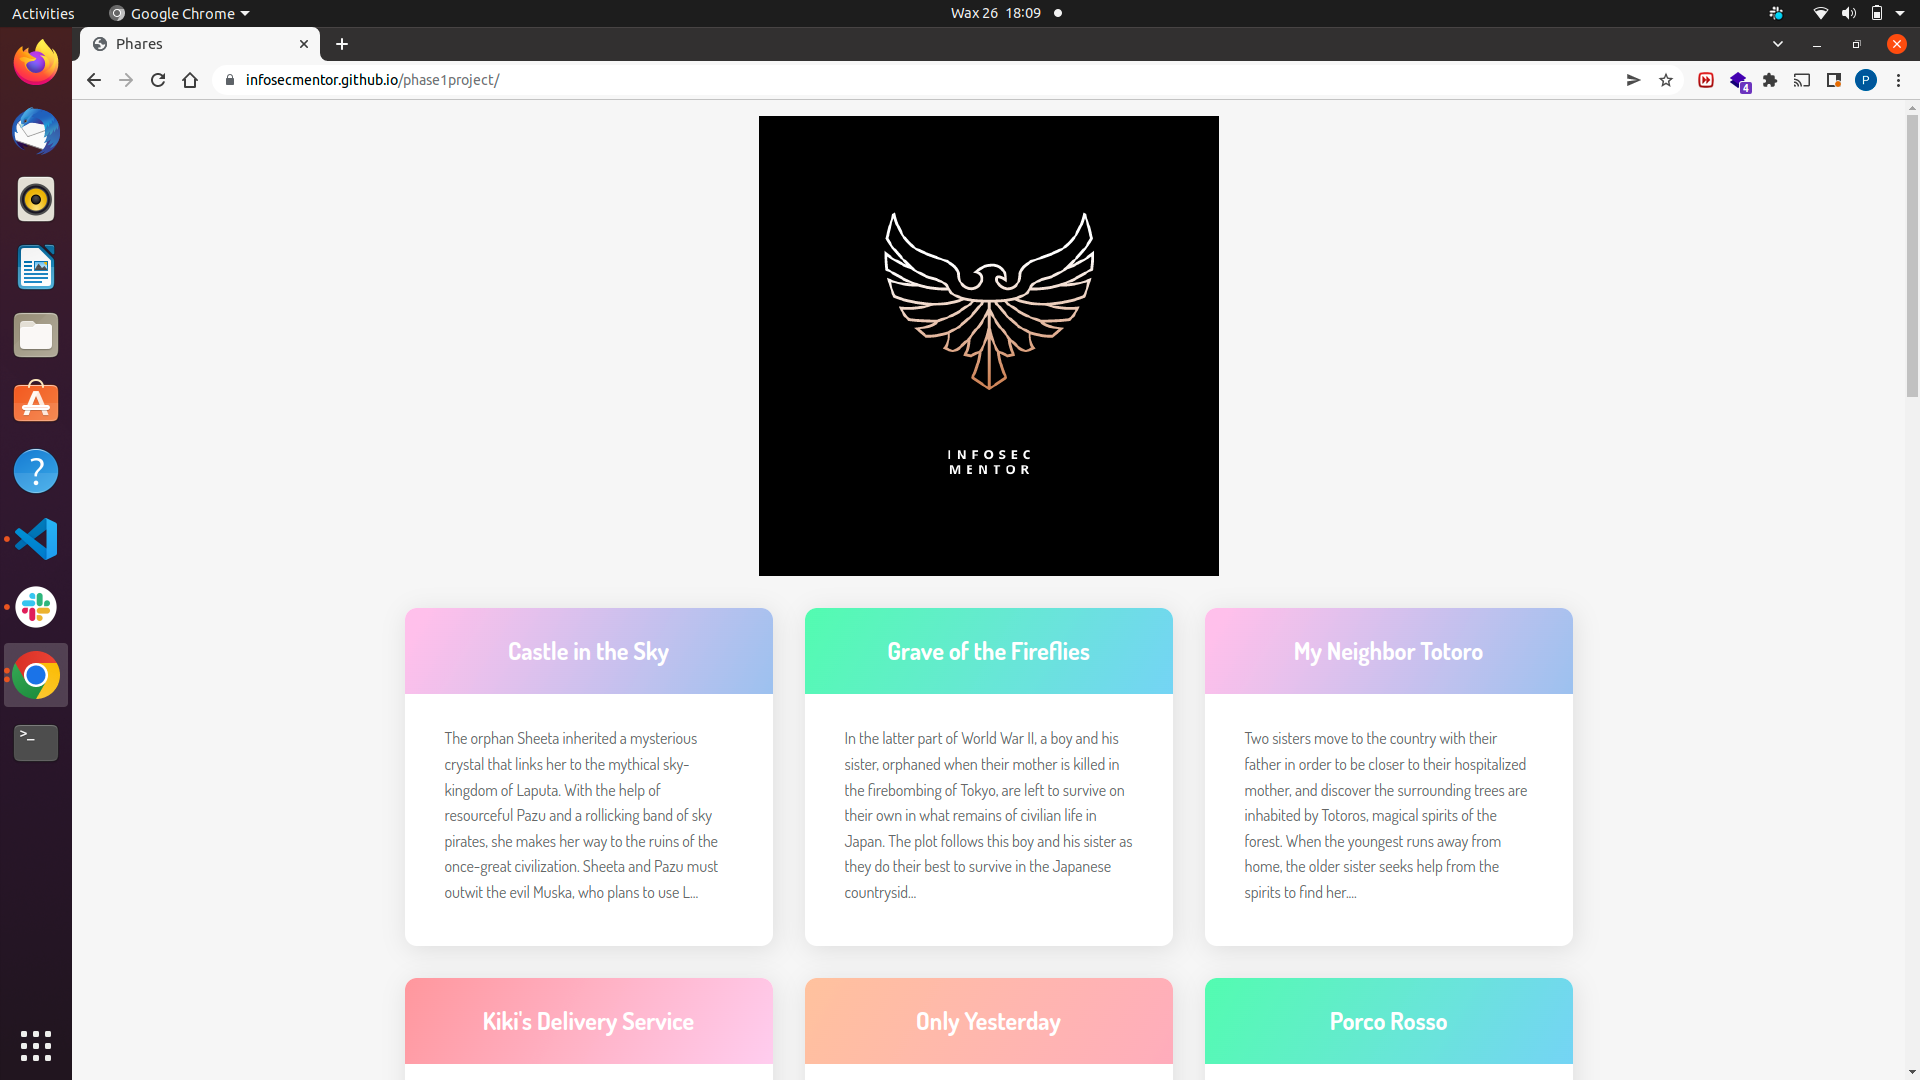 Activities
Google Chrome
Wax 26 18:09
Phares
infosecmentor.github.io/phase1project/
4
P
INFOSEC
MENTOR
Castle in the Sky
The orphan Sheeta inherited a mysterious
crystal that links her to the mythical sky-
kingdom of Laputa. With the help of
resourceful Pazu and a rollicking band of sky
pirates, she makes her way to the ruins of the
once-great civilization. Sheeta and Pazu must
outwit the evil Muska, who plans to use L...
Grave of the Fireflies
In the latter part of World War II, a boy and his
sister, orphaned when their mother is killed in
the firebombing of Tokyo, are left to survive on
their own in what remains of civilian life in
Japan. The plot follows this boy and his sister as
they do their best to survive in the Japanese
countrysid...
My Neighbor Totoro
Two sisters move to the country with their
father in order to be closer to their hospitalized
mother, and discover the surrounding trees are
inhabited by Totoros, magical spirits of the
forest. When the youngest runs away from
home, the older sister seeks help from the
spirits to find her....
Kiki's Delivery Service
Only Yesterday
Porco Rosso